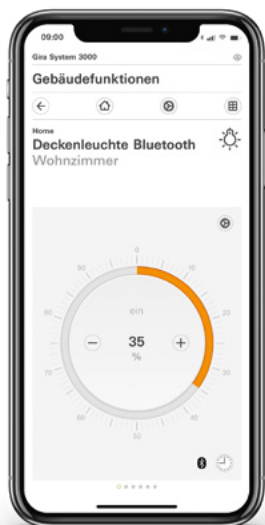 09:00
Gira System 3000
Gebäudefunktionen
Home
Deckenleuchte Bluetooth
Wohnzimmer
0
90
10
80
20
ein
35
%
70
30
60
40
50